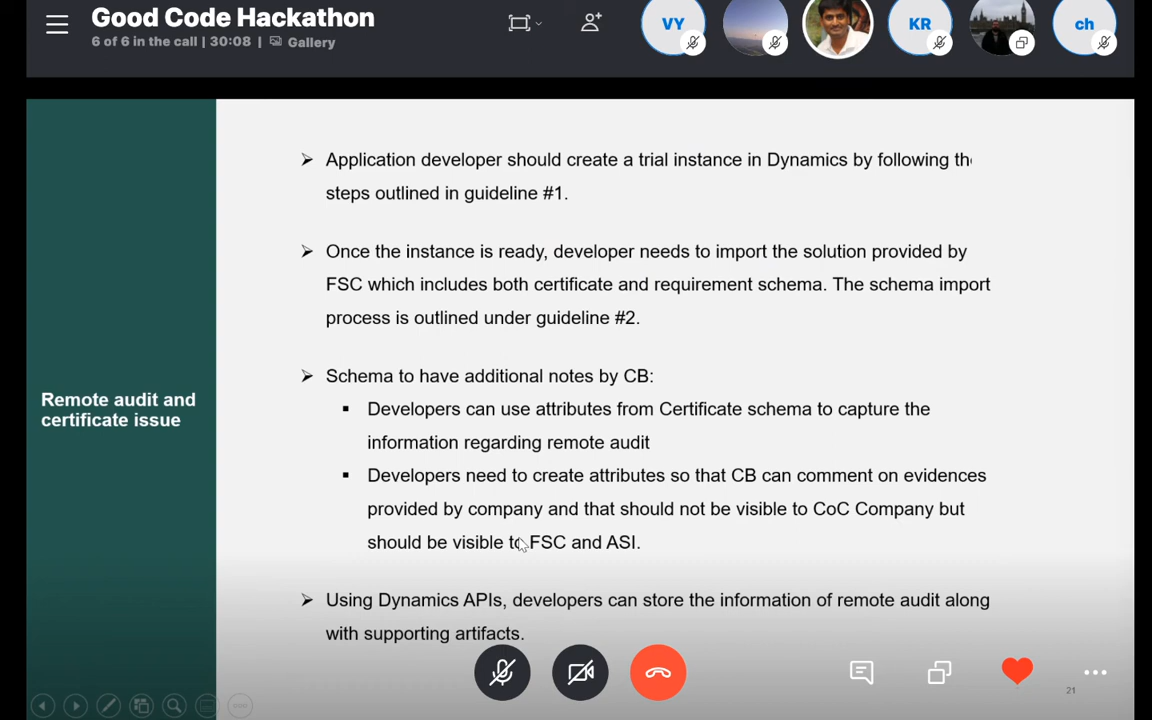 Good Code Hackathon
6 of 6 in the call | 30:08 | Gallery
VY
KR
ch
Application developer should create a trial instance in Dynamics by following the
steps outlined in guideline #1.
Once the instance is ready, developer needs to import the solution provided by
FSC which includes both certificate and requirement schema. The schema import
process is outlined under guideline #2.
Remote audit and
certificate issue
Schema to have additional notes by CB:
Developers can use attributes from Certificate schema to capture the
information regarding remote audit
Developers need to create attributes so that CB can comment on evidences
provided by company and that should not be visible to CoC Company but
should be visible to FSC and ASI.
Using Dynamics APIs, developers can store the information of remote audit along
with supporting artifacts.
21